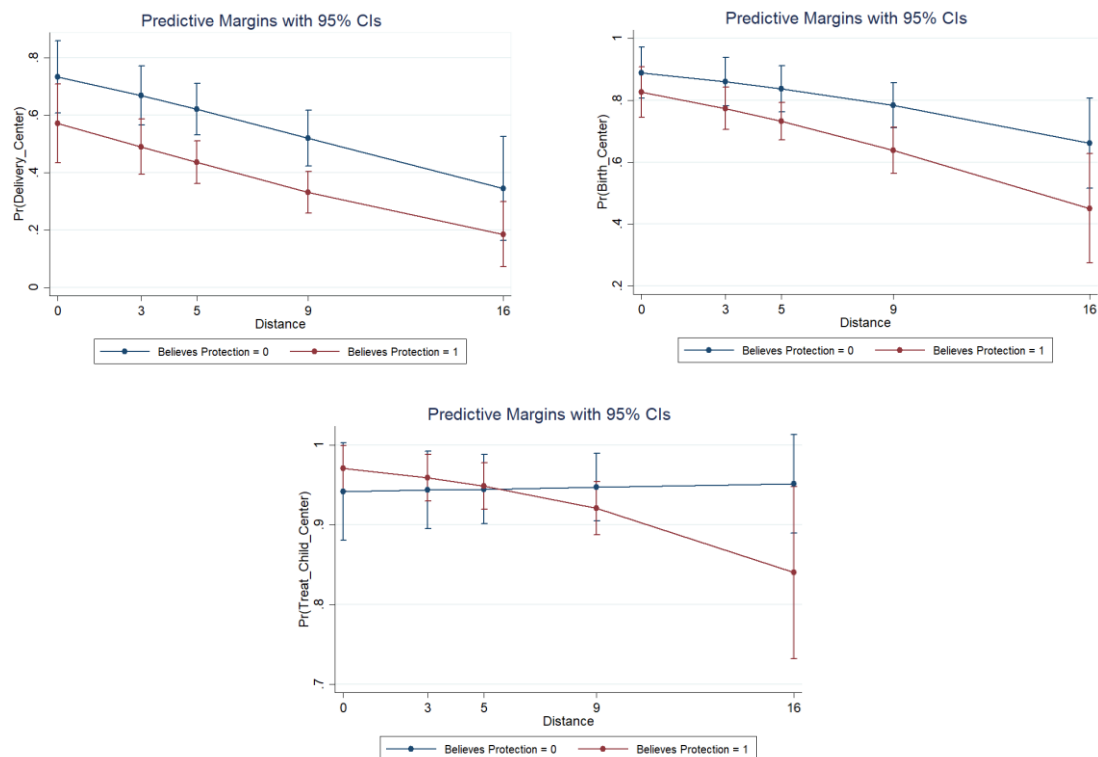 Predictive Margins with 95% CIs
Pr(Delivery_Center)
.8
.6
.4
.2
0
0 3 5 9 16
Distance
Believes Protection = 0 Believes Protection = 1
Predictive Margins with 95% CIs
Pr(Birth_Center)
1
.8
.6
.4
.2
0 3 5 9 16
Distance
Believes Protection = 0 Believes Protection = 1
Predictive Margins with 95% CIs
Pr(Treat_Child_Center)
1
.9
.8
.7
0 3 5 9 16
Distance
Believes Protection = 0 Believes Protection = 1